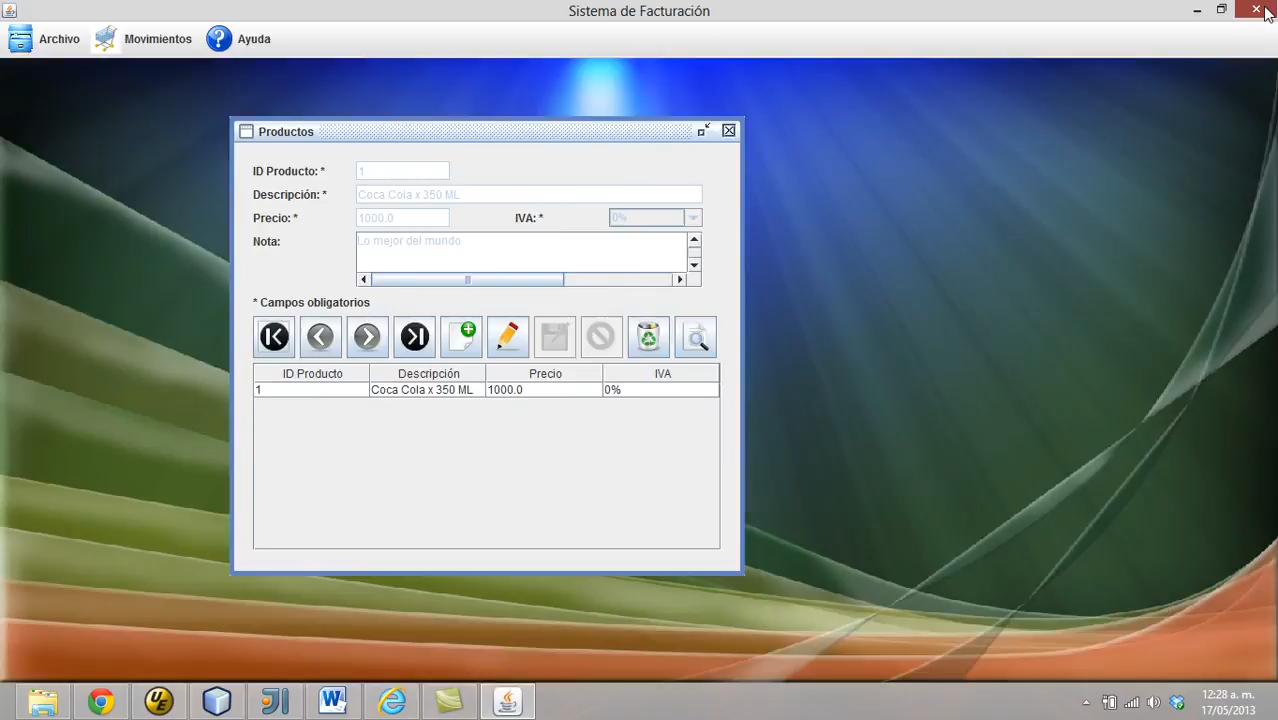 Sistema de Facturación
Archivo Movimientos Ayuda
Productos
ID Producto: * 1
Descripción: * Coca Cola x 350 ML
Precio: * 1000.0 IVA: * 0%
Nota: Lo mejor del mundo
* Campos obligatorios
ID Producto Descripción Precio IVA
1 Coca Cola x 350 ML 1000.0 0%
12:28 a.m.
17/05/2013